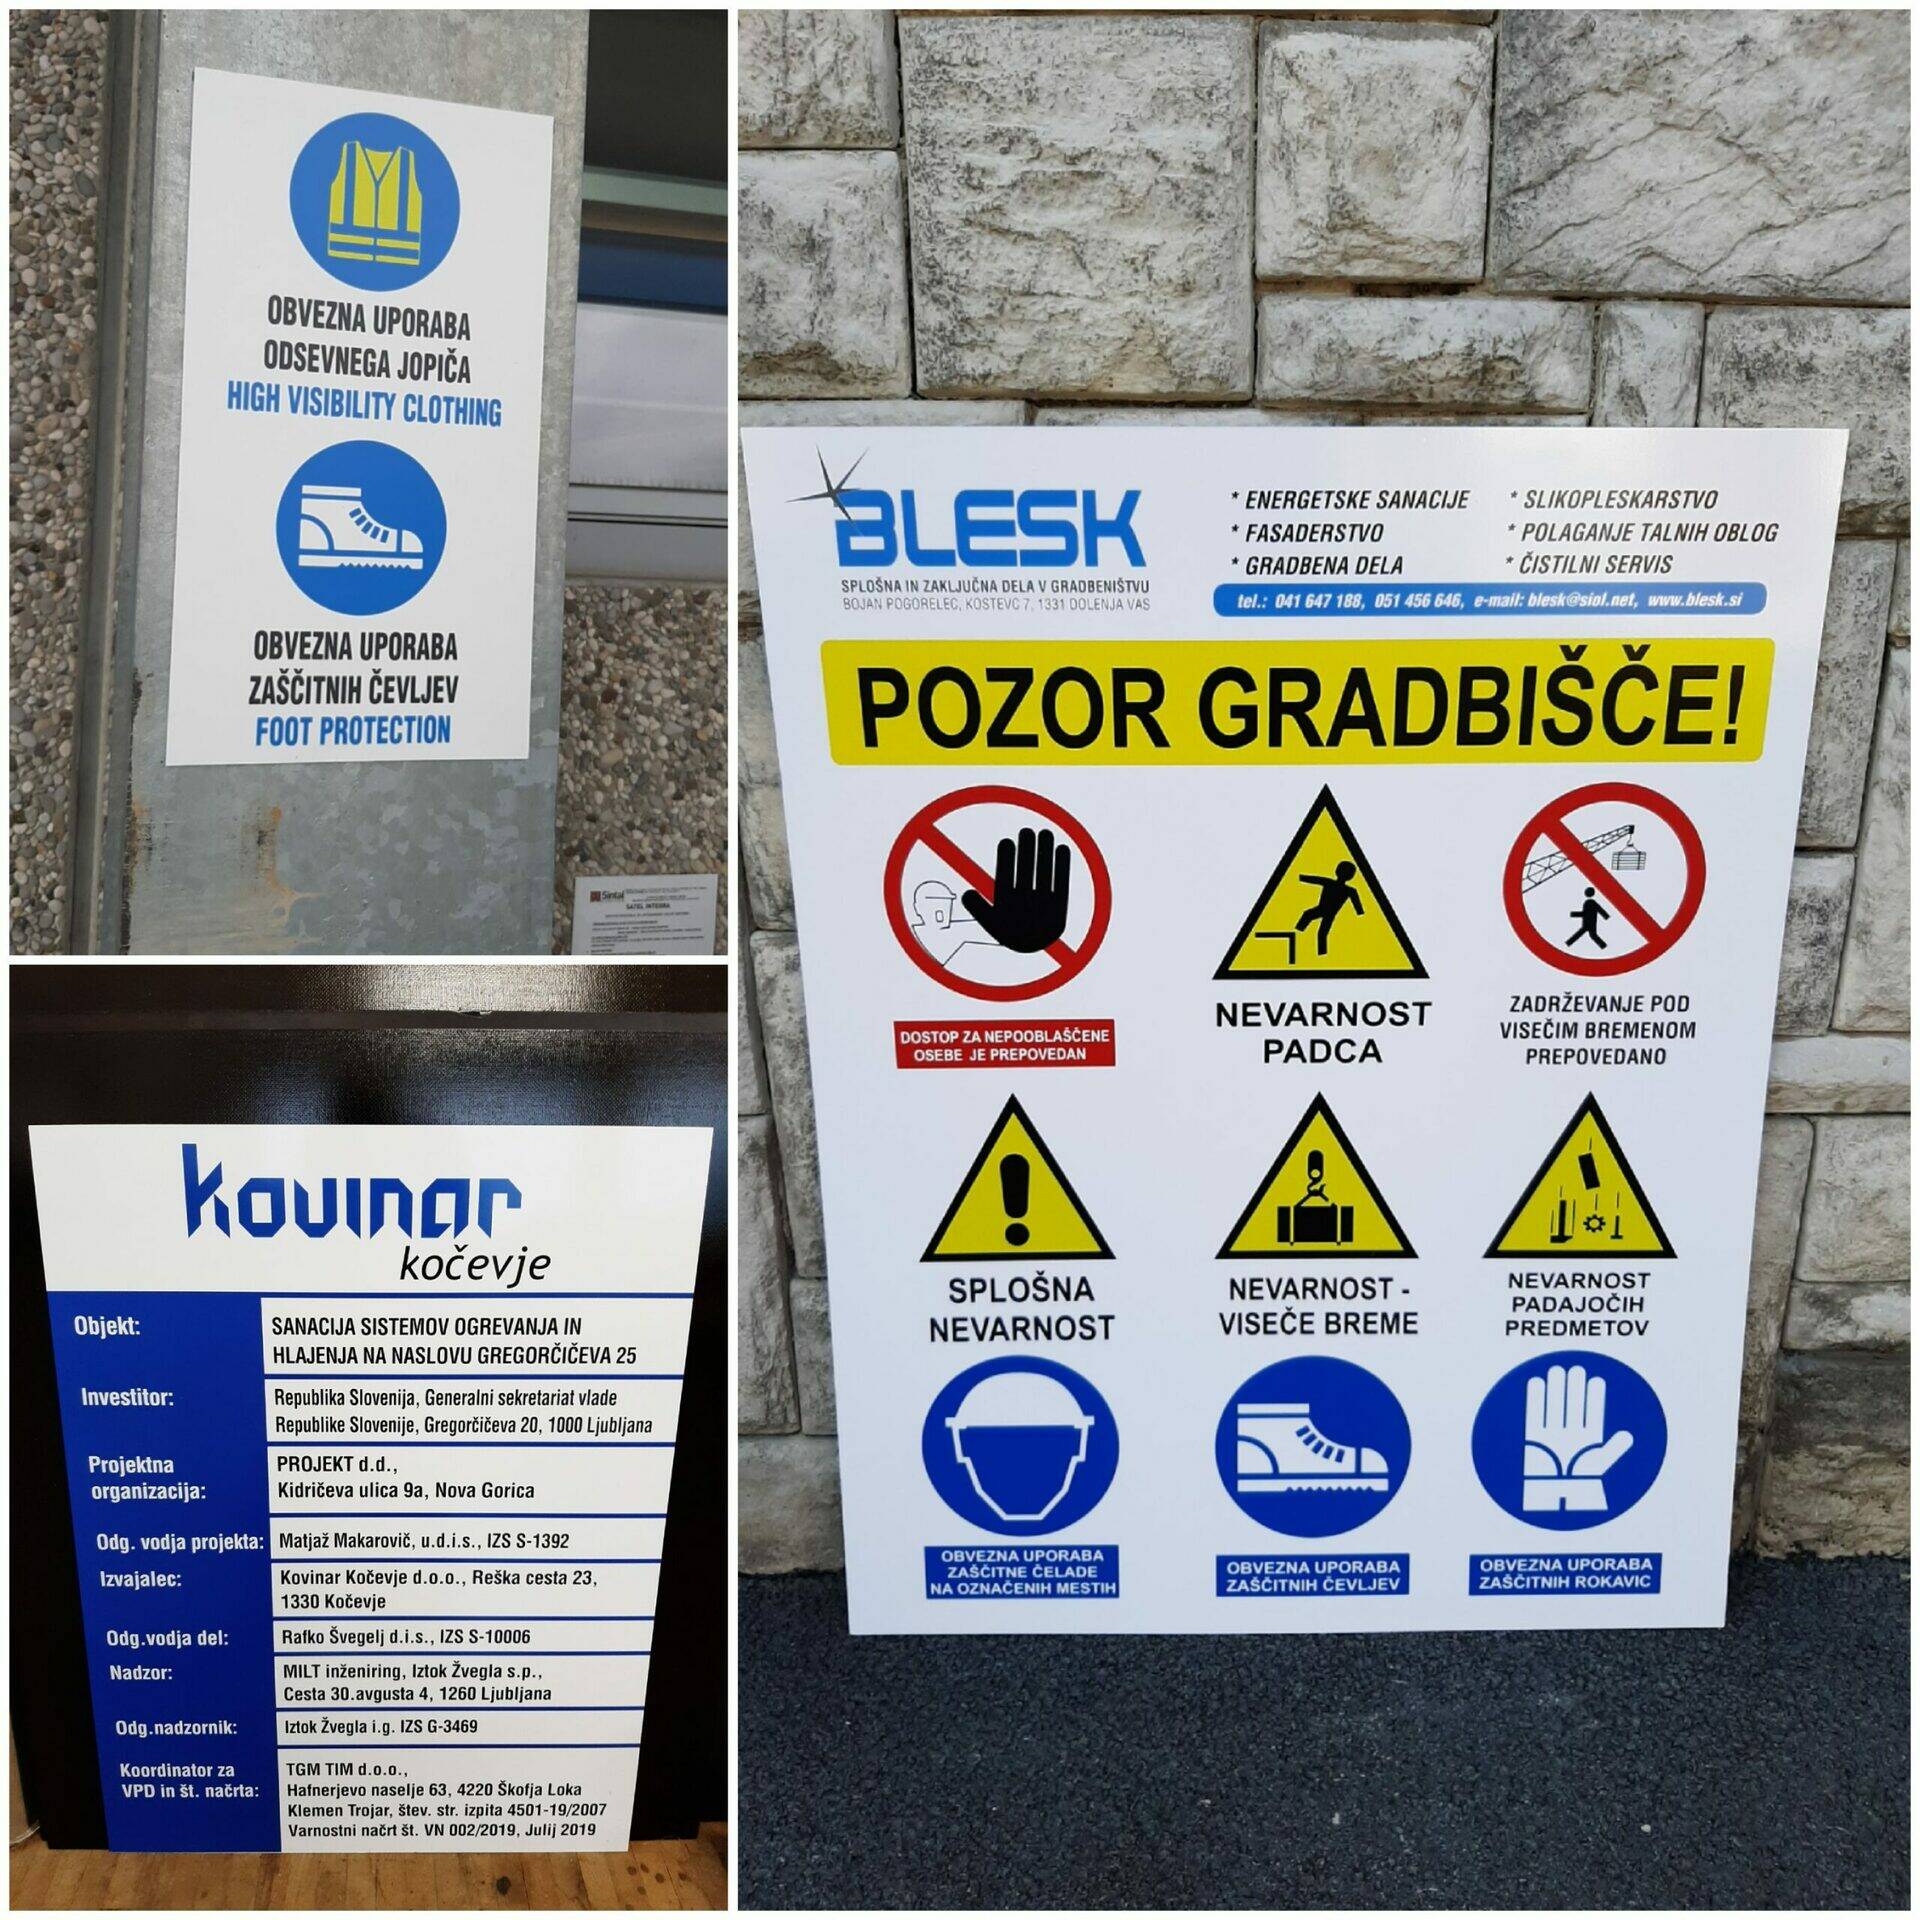 OBVEZNA UPORABA
ODSEVNEGA JOPIČA
HIGH VISIBILITY CLOTHING
OBVEZNA UPORABA
ZAŠČITNIH ČEVLJEV
FOOT PROTECTION
Sintal
SATEL INTEGRA
BLESK
SPLOŠNA IN ZAKLJUČNA DELA V GRADBENIŠTVU
BOJAN POGORELEC, KOSTEVC 7, 1331 DOLENJA VAS
* ENERGETSKE SANACIJE
* FASADERSTVO
* GRADBENA DELA
* SLIKOPLESKARSTVO
* POLAGANJE TALNIH OBLOG
* ČISTILNI SERVIS
tel.: 041 647 188, 051 456 646, e-mail: blesk@siol.net, www.blesk.si
POZOR GRADBIŠČE!
DOSTOP ZA NEPOOBLAŠČENE
OSEBE JE PREPOVEDAN
NEVARNOST
PADCA
ZADRŽEVANJE POD
VISEČIM BREMENOM
PREPOVEDANO
SPLOŠNA
NEVARNOST
NEVARNOST -
VISEČE BREME
NEVARNOST
PADAJOČIH
PREDMETOV
OBVEZNA UPORABA
ZAŠČITNE ČELADE
NA OZNAČENIH MESTIH
OBVEZNA UPORABA
ZAŠČITNIH ČEVLJEV
OBVEZNA UPORABA
ZAŠČITNIH ROKAVIC
kovinar
kočevje
Objekt: SANACIJA SISTEMOV OGREVANJA IN
HLAJENJA NA NASLOVU GREGORČIČEVA 25
Investitor: Republika Slovenija, Generalni sekretariat vlade
Republike Slovenije, Gregorčičeva 20, 1000 Ljubljana
Projektna PROJEKT d.d.,
organizacija: Kidričeva ulica 9a, Nova Gorica
Odg. vodja projekta: Matjaž Makarovič, u.d.i.s., IZS S-1392
Izvajalec: Kovinar Kočevje d.o.o., Reška cesta 23,
1330 Kočevje
Odg.vodja del: Rafko Švegelj d.i.s., IZS S-10006
Nadzor: MILT inženiring, Iztok Žvegla s.p.,
Cesta 30.avgusta 4, 1260 Ljubljana
Odg.nadzornik: Iztok Žvegla i.g. IZS G-3469
Koordinator za TGM TIM d.o.o.,
VPD in št. načrta: Hafnerjevo naselje 63, 4220 Škofja Loka
Klemen Trojar, štev. str. izpita 4501-19/2007
Varnostni načrt št. VN 002/2019, Julij 2019